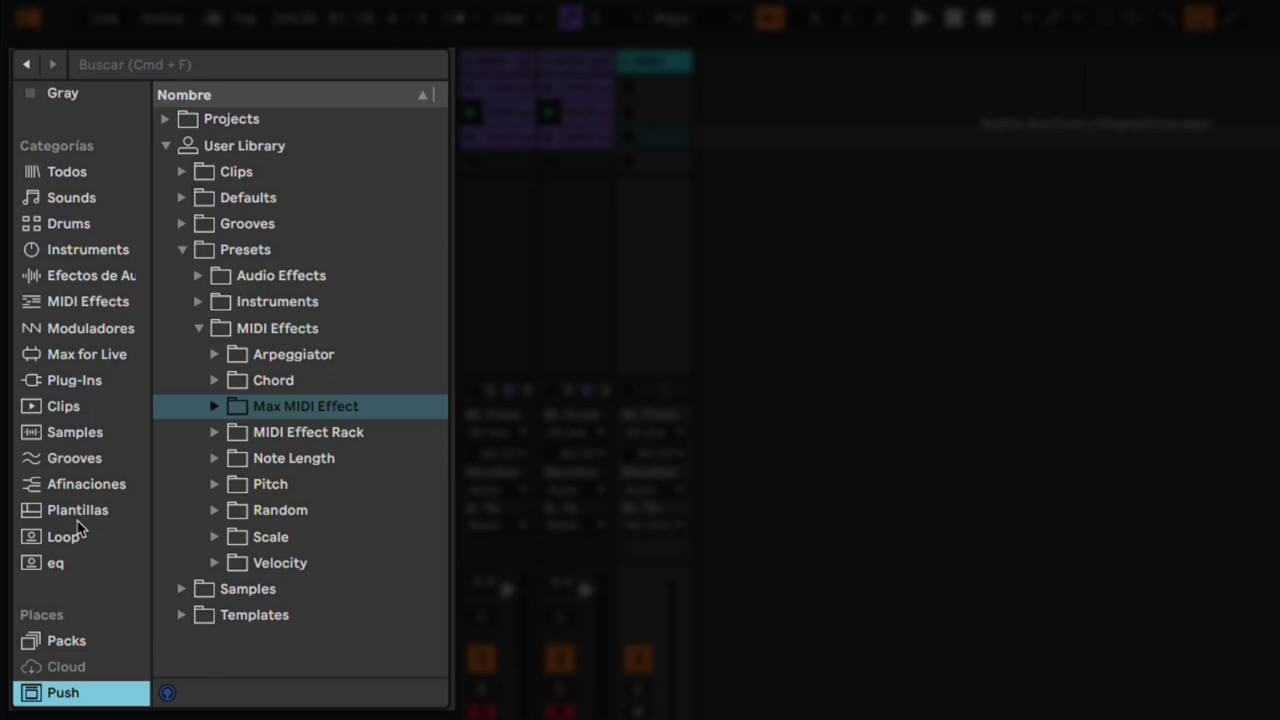 Buscar (Cmd + F)
Gray
Categorías
Todos
Sounds
Drums
Instruments
Efectos de Au
MIDI Effects
Moduladores
Max for Live
Plug-Ins
Clips
Samples
Grooves
Afinaciones
Plantillas
Loop
eq
Places
Packs
Cloud
Push
Nombre
Projects
User Library
Clips
Defaults
Grooves
Presets
Audio Effects
Instruments
MIDI Effects
Arpeggiator
Chord
Max MIDI Effect
MIDI Effect Rack
Note Length
Pitch
Random
Scale
Velocity
Samples
Templates